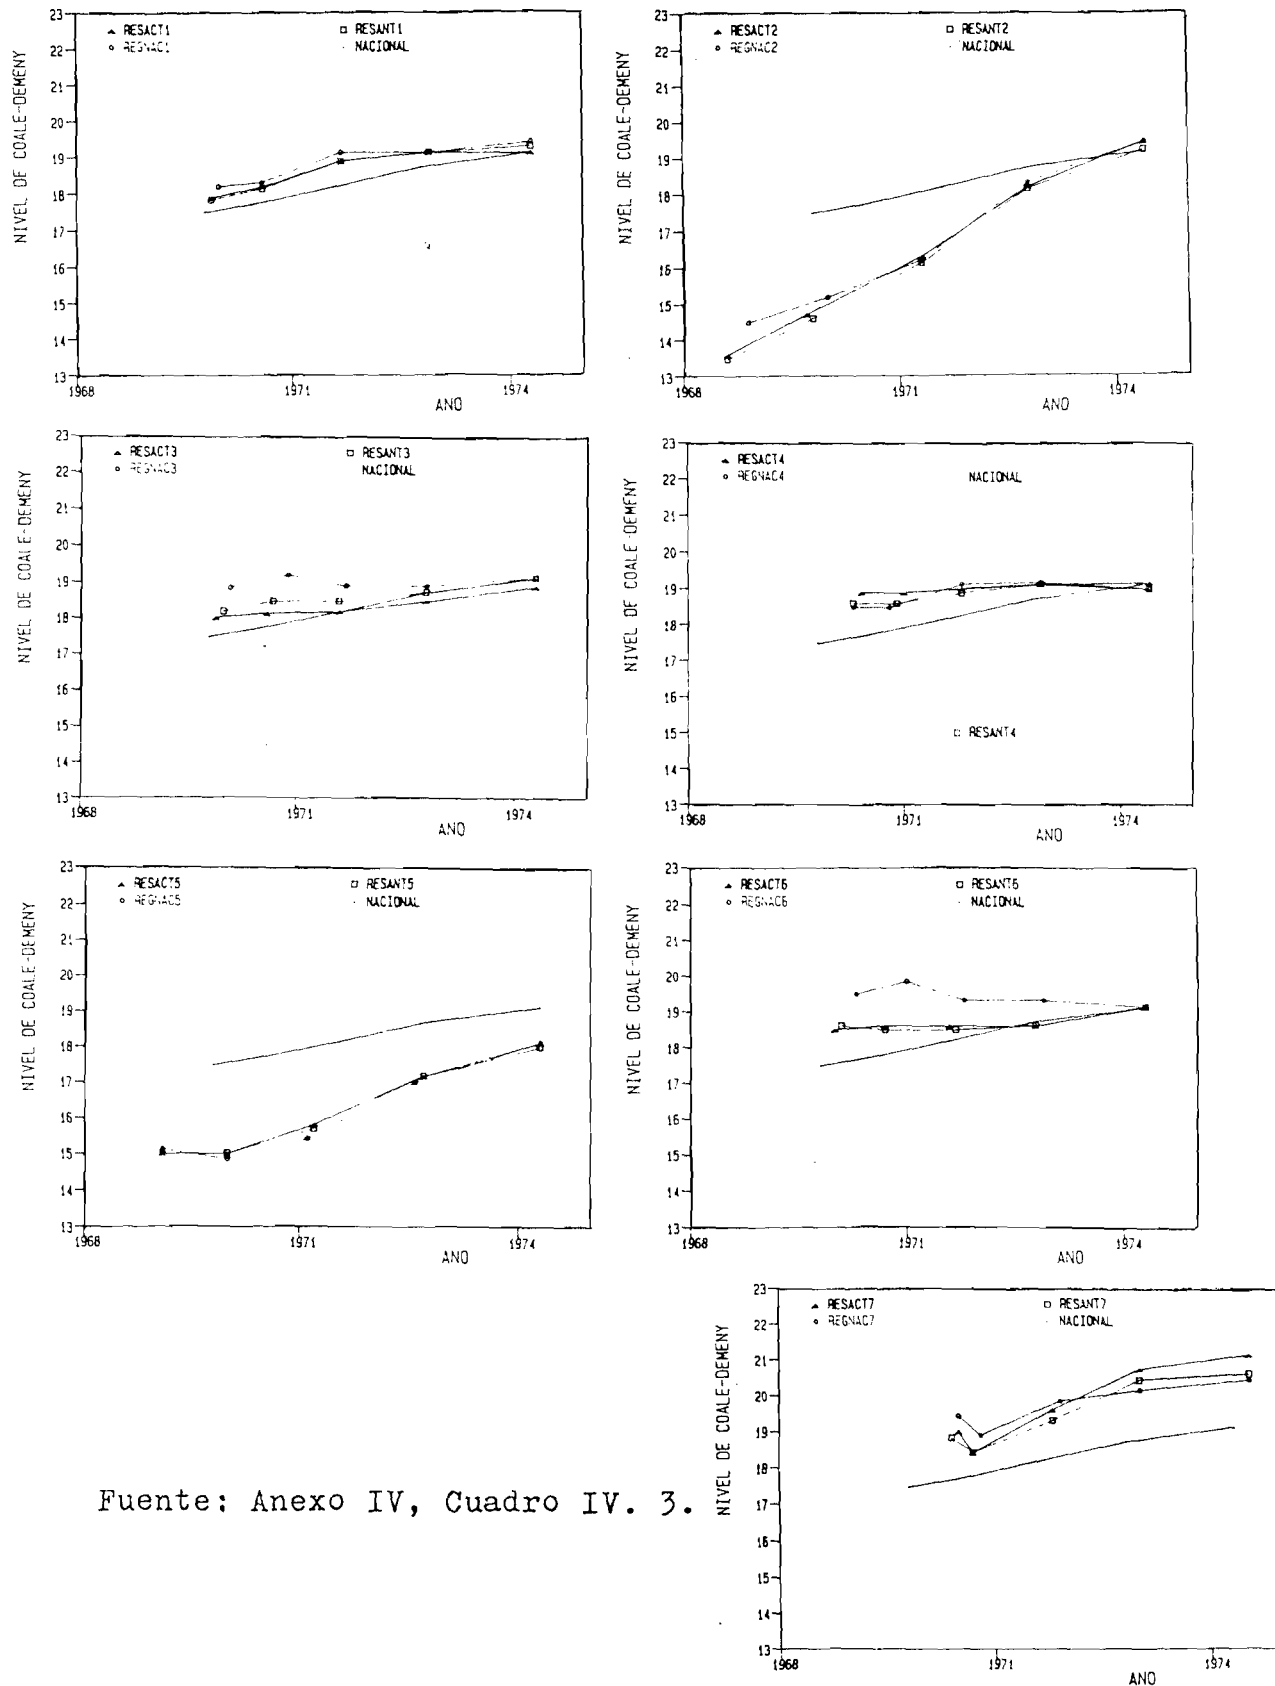 RESACT1
RESANT1
REGNAC1
NACIONAL
NIVEL DE COALE-DEMENY
23
22
21
20
19
18
17
16
15
14
13
1968
1971
1974
ANO
RESACT2
RESANT2
REGNAC2
NACIONAL
NIVEL DE COALE-DEMENY
23
22
21
20
19
18
17
16
15
14
13
1968
1971
1974
ANO
RESACT3
RESANT3
REGNAC3
NACIONAL
NIVEL DE COALE-DEMENY
23
22
21
20
19
18
17
16
15
14
13
1968
1971
1974
ANO
RESACT4
REGNAC4
NACIONAL
RESANT4
NIVEL DE COALE-DEMENY
23
22
21
20
19
18
17
16
15
14
13
1968
1971
1974
ANO
RESACT5
RESANT5
REGNAC5
NACIONAL
NIVEL DE COALE-DEMENY
23
22
21
20
19
18
17
16
15
14
13
1968
1971
1974
ANO
RESACT6
RESANT6
REGNAC6
NACIONAL
NIVEL DE COALE-DEMENY
23
22
21
20
19
18
17
16
15
14
13
1968
1971
1974
ANO
RESACT7
RESANT7
REGNAC7
NACIONAL
NIVEL DE COALE-DEMENY
23
22
21
20
19
18
17
16
15
14
13
1968
1971
1974
ANO
Fuente: Anexo IV, Cuadro IV. 3.